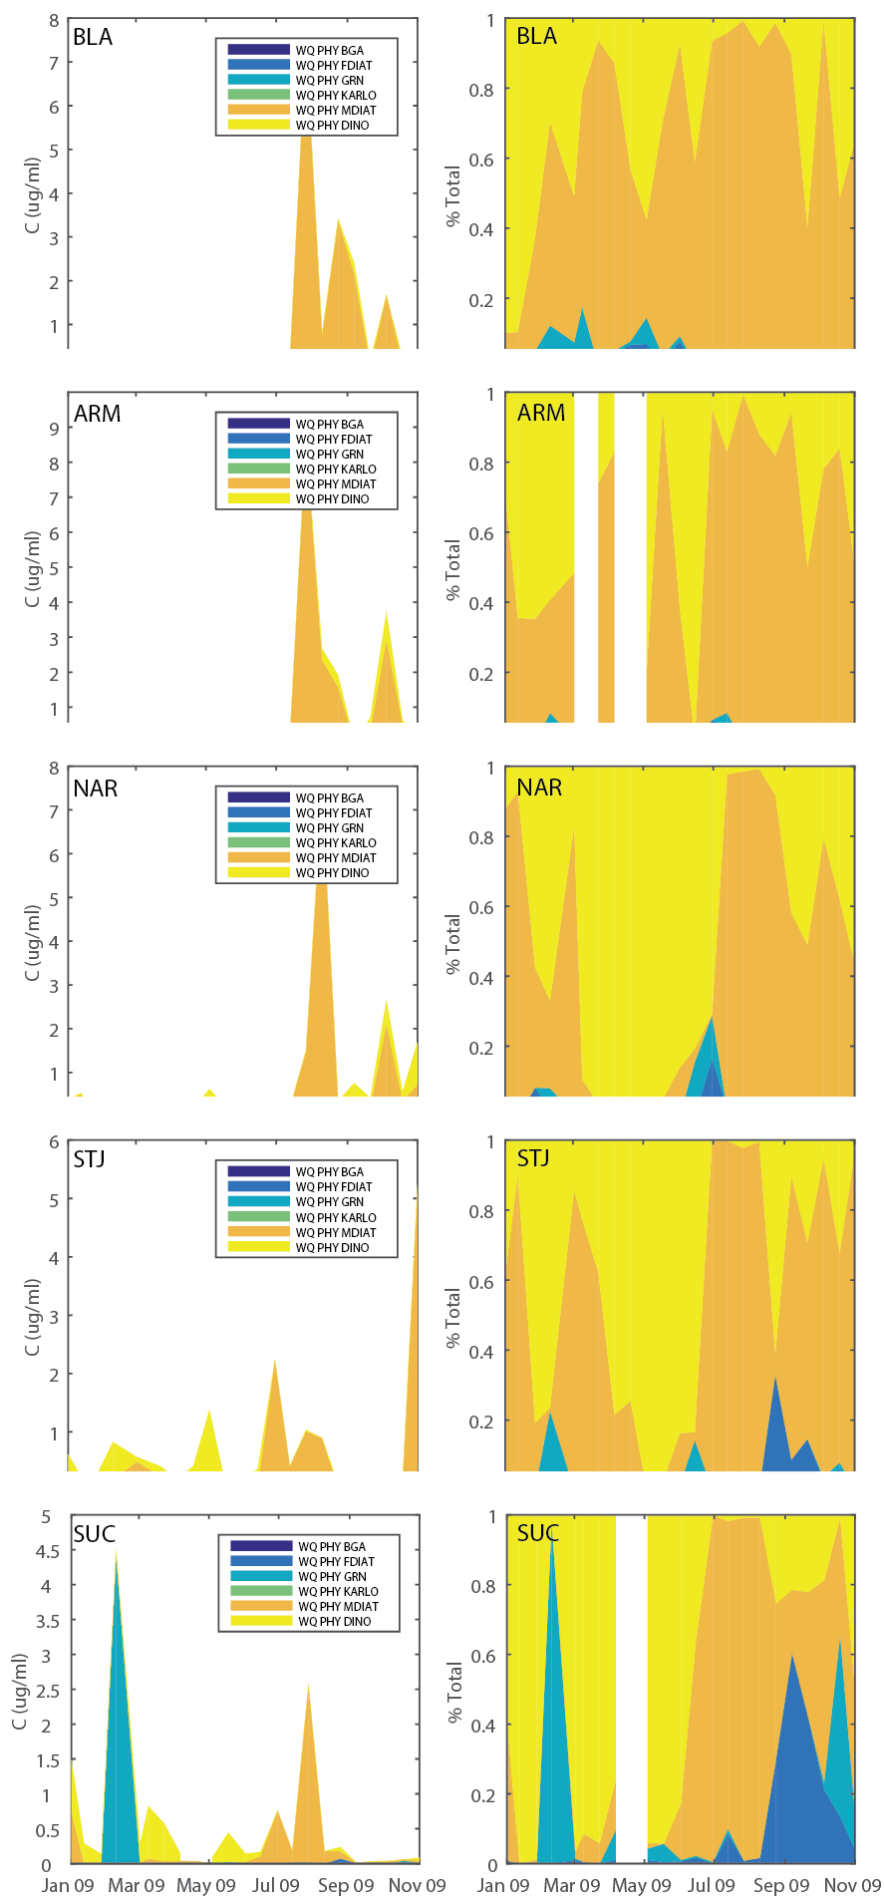 BLA
8
7
6
5
4
3
2
1
C (ug/ml)
WQ PHY BGA
WQ PHY FDIAT
WQ PHY GRN
WQ PHY KARLO
WQ PHY MDIAT
WQ PHY DINO
BLA
1
0.8
0.6
0.4
0.2
% Total
ARM
9
8
7
6
5
4
3
2
1
C (ug/ml)
WQ PHY BGA
WQ PHY FDIAT
WQ PHY GRN
WQ PHY KARLO
WQ PHY MDIAT
WQ PHY DINO
ARM
1
0.8
0.6
0.4
0.2
% Total
NAR
8
7
6
5
4
3
2
1
C (ug/ml)
WQ PHY BGA
WQ PHY FDIAT
WQ PHY GRN
WQ PHY KARLO
WQ PHY MDIAT
WQ PHY DINO
NAR
1
0.8
0.6
0.4
0.2
% Total
STJ
6
5
4
3
2
1
C (ug/ml)
WQ PHY BGA
WQ PHY FDIAT
WQ PHY GRN
WQ PHY KARLO
WQ PHY MDIAT
WQ PHY DINO
STJ
1
0.8
0.6
0.4
0.2
% Total
SUC
5
4.5
4
3.5
3
2.5
2
1.5
1
0.5
0
C (ug/ml)
WQ PHY BGA
WQ PHY FDIAT
WQ PHY GRN
WQ PHY KARLO
WQ PHY MDIAT
WQ PHY DINO
Jan 09 Mar 09 May 09 Jul 09 Sep 09 Nov 09
SUC
1
0.8
0.6
0.4
0.2
0
% Total
Jan 09 Mar 09 May 09 Jul 09 Sep 09 Nov 09